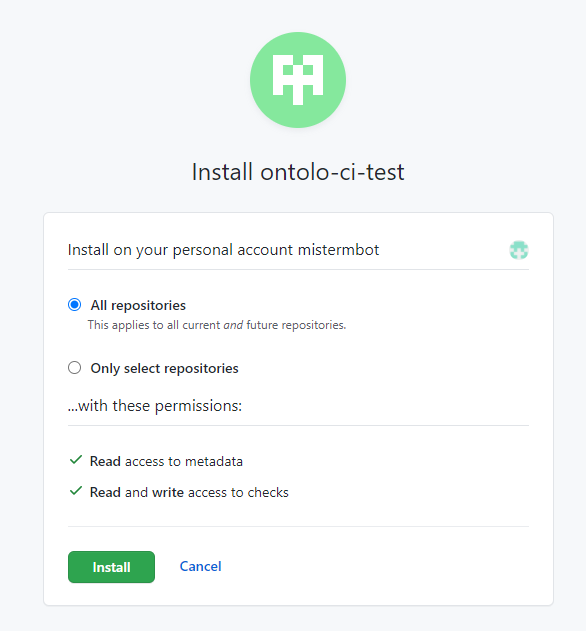 Install ontolo-ci-test
Install on your personal account mistermbot
All repositories
This applies to all current and future repositories.
Only select repositories
...with these permissions:
Read access to metadata
Read and write access to checks
Install Cancel